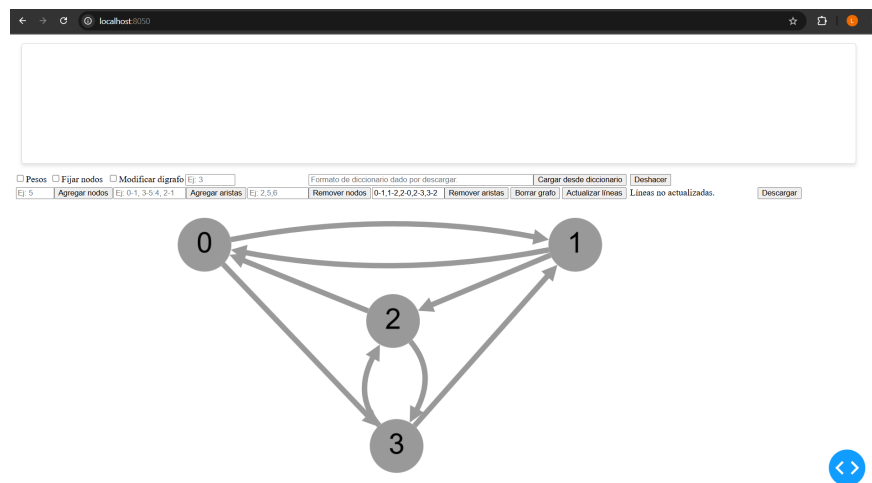 localhost:8050
L
Pesos Fijar nodos Modificar digrafo Ej: 3 Formato de diccionario dado por descargar. Cargar desde diccionario Deshacer
Ej: 5 Agregar nodos Ej: 0-1, 3-5:4, 2-1 Agregar aristas Ej: 2,5,6 Remover nodos 0-1,1-2,2-0,2-3,3-2 Remover aristas Borrar grafo Actualizar líneas Líneas no actualizadas. Descargar
0
1
2
3